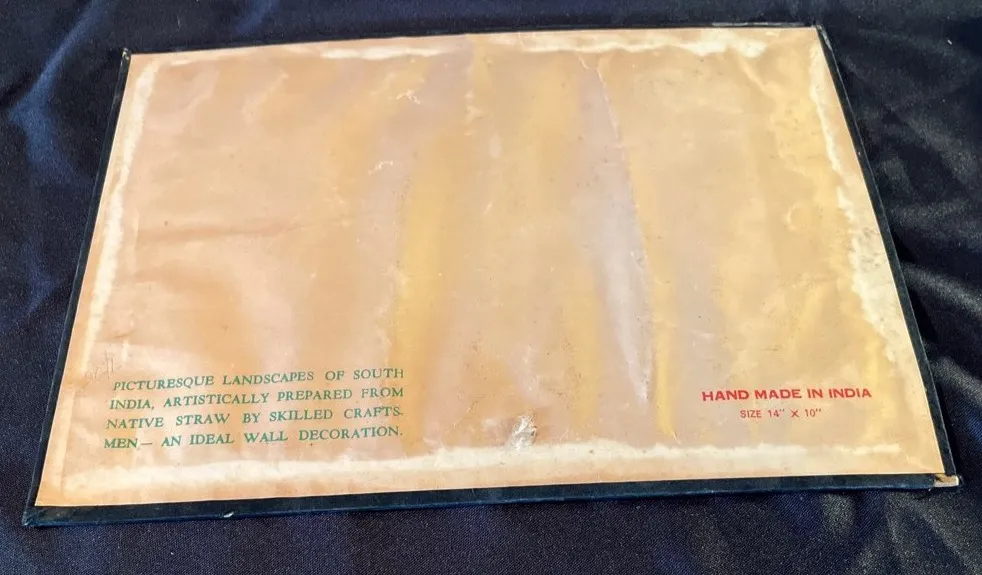 PICTURESQUE LANDSCAPES OF SOUTH
INDIA, ARTISTICALLY PREPARED FROM
NATIVE STRAW BY SKILLED CRAFTS.
MEN— AN IDEAL WALL DECORATION.
HAND MADE IN INDIA
SIZE 14" X 10"